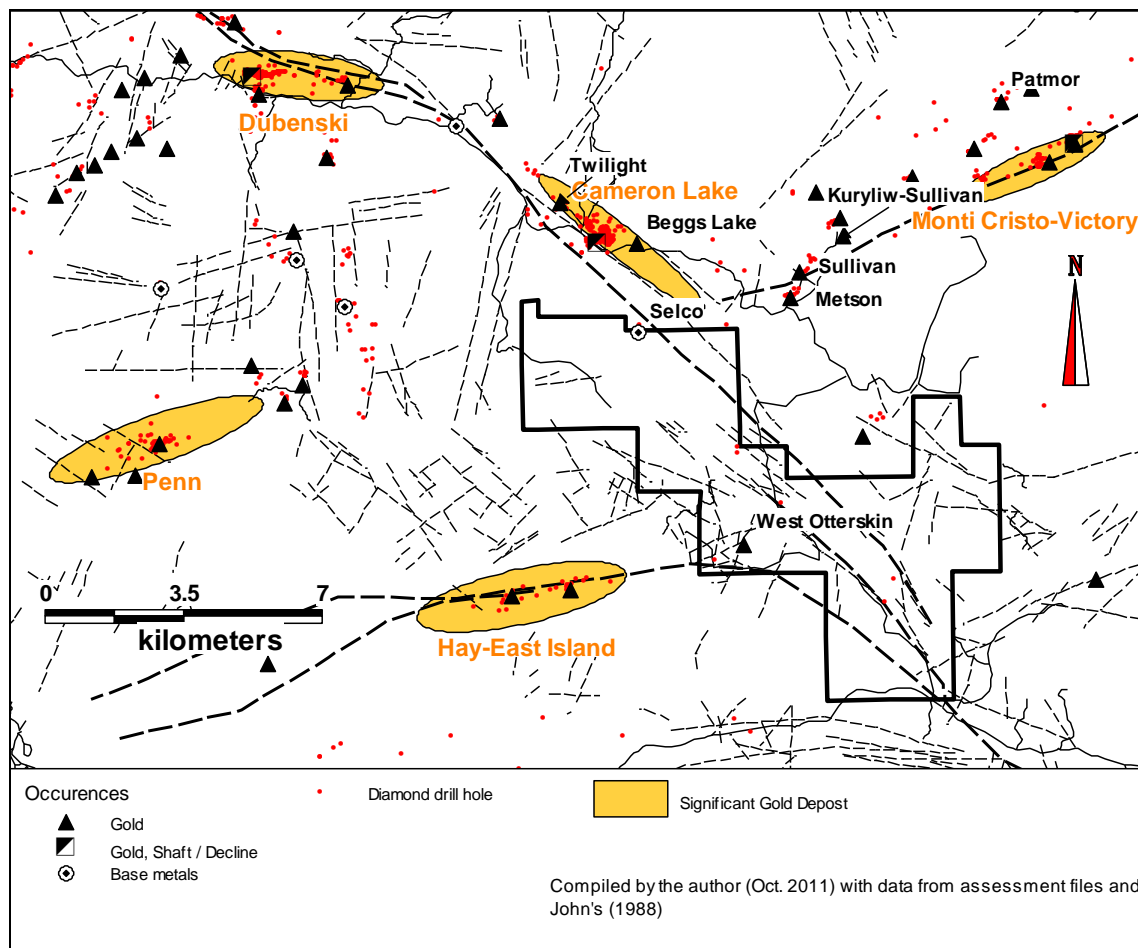 Patmor
Dubenski
Twilight
Cameron Lake
Kuryliw-Sullivan
Beggs Lake
Monti Cristo-Victory
Sullivan
N
Metson
Selco
Penn
West Otterskin
0 3.5 7
kilometers
Hay-East Island
Occurences
Diamond drill hole
Significant Gold Depost
Gold
Gold, Shaft / Decline
Base metals
Compiled by the author (Oct. 2011) with data from assessment files and
John's (1988)